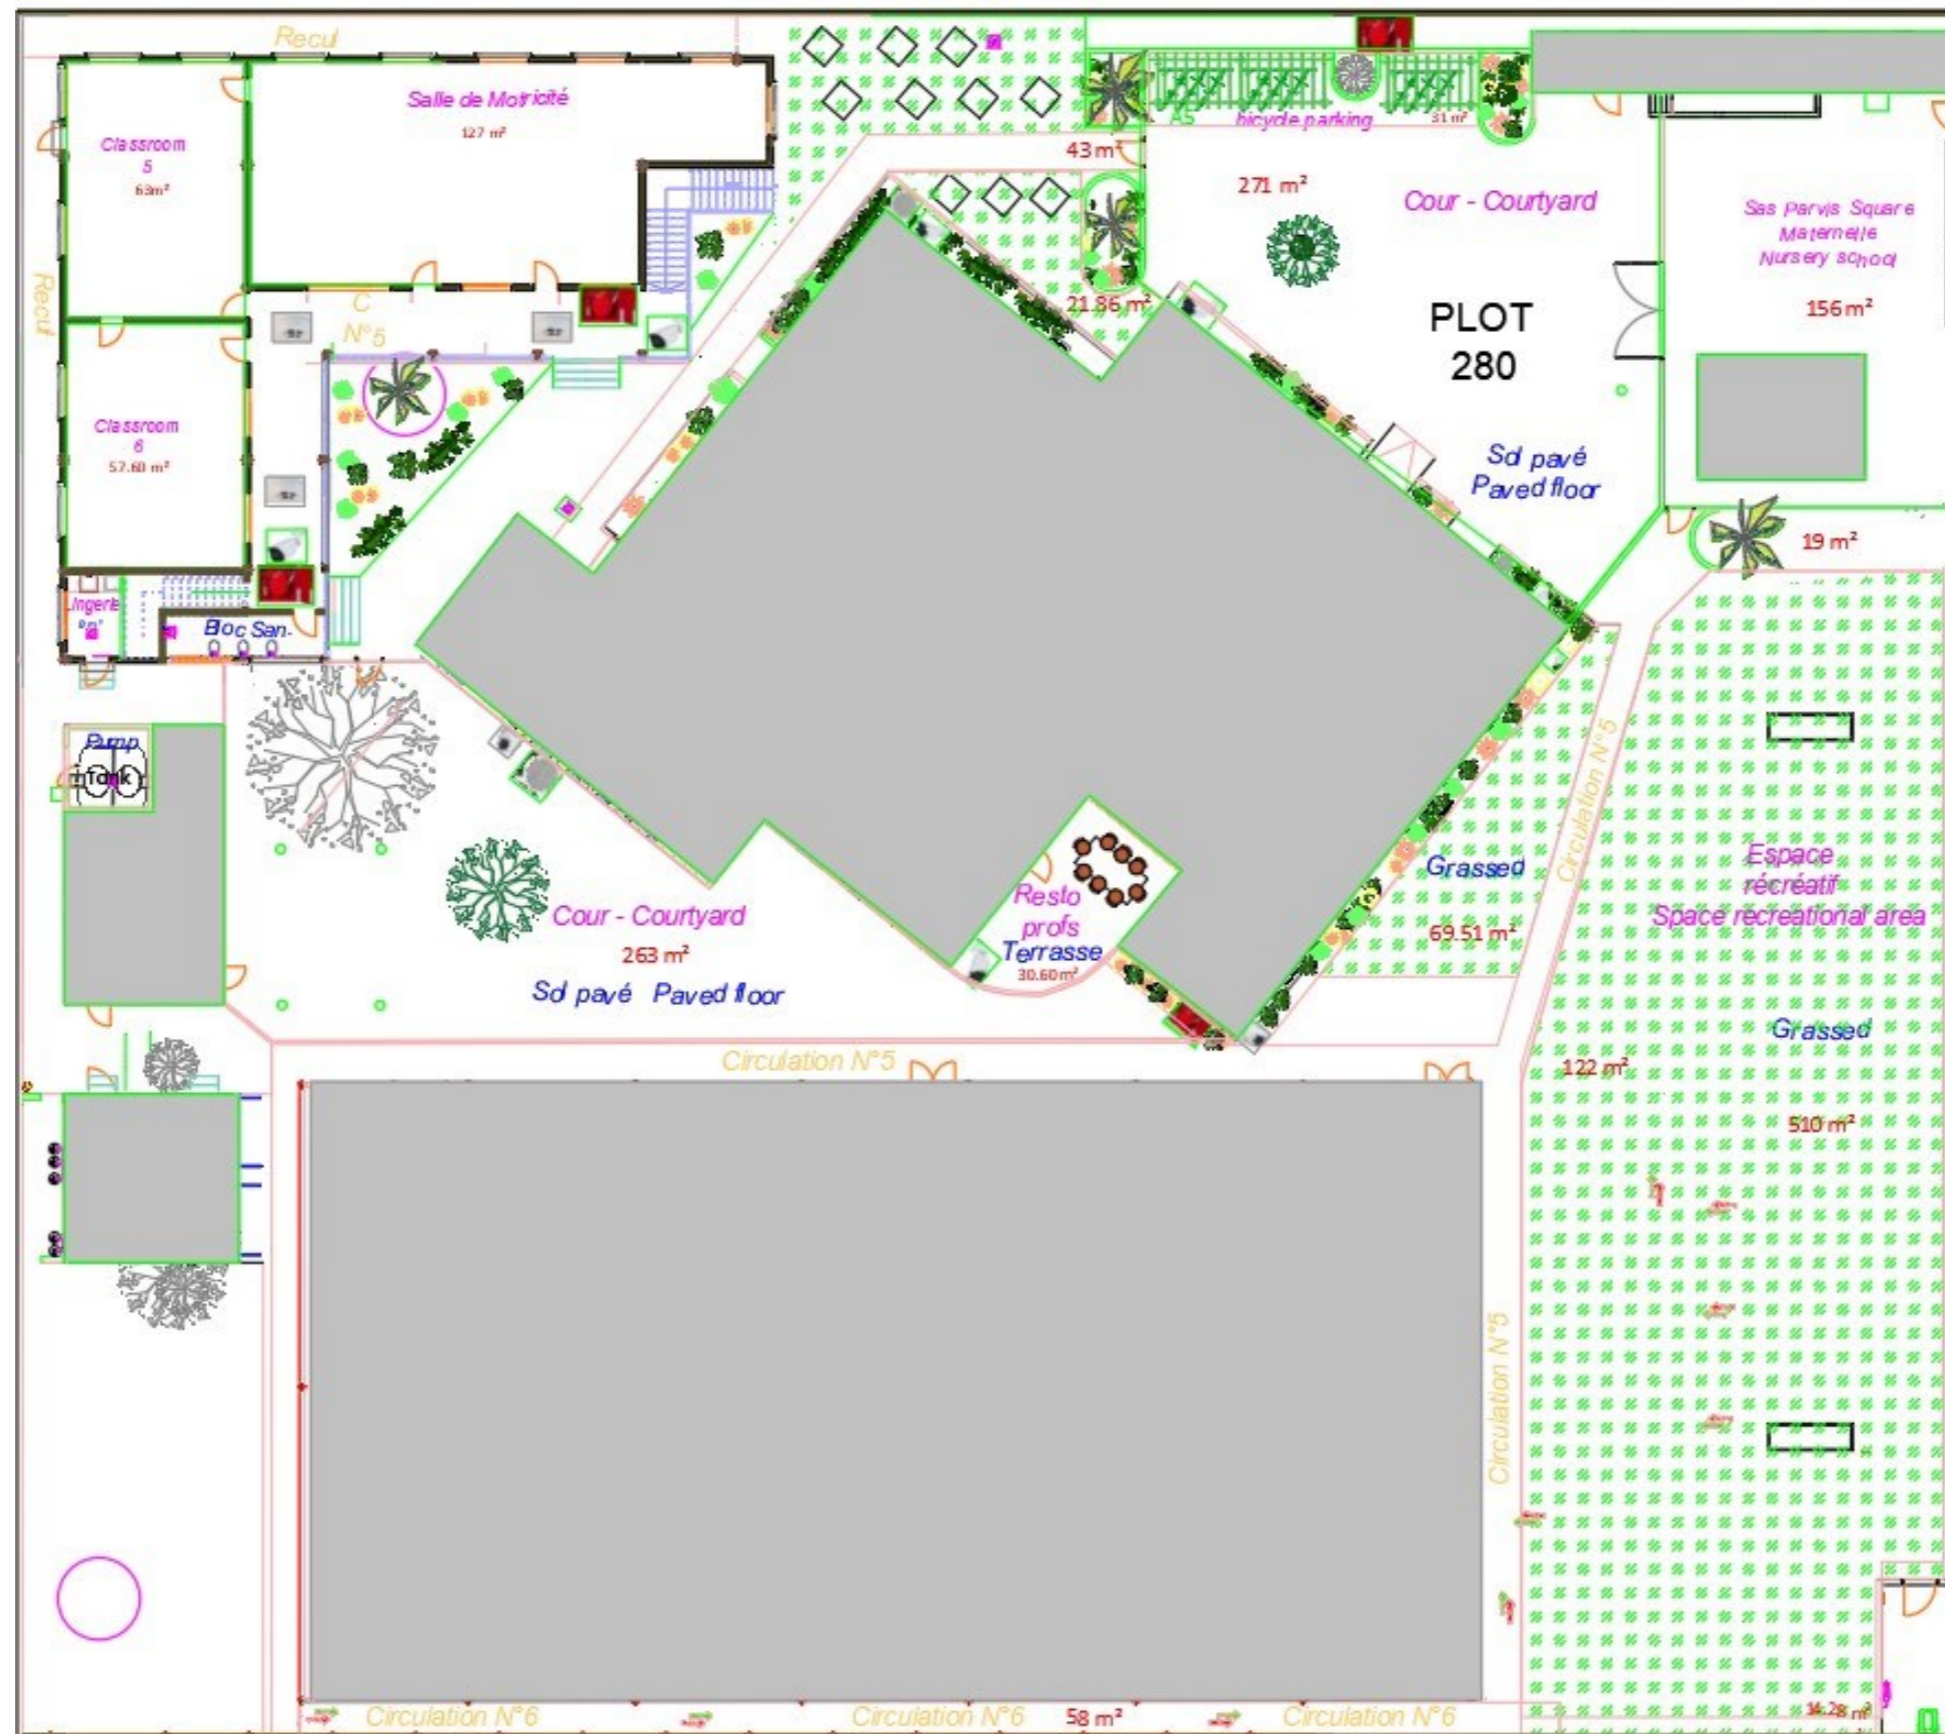 Recul
Salle de Motricité
127 m²
Classroom
5
63m²
Recul
C
N°5
Classroom
6
57.60 m²
Lingerie
Bloc San-
Pump
Tank
A5
bicycle parking
31 m²
43 m²
271 m²
Cour - Courtyard
21.86 m²
PLOT
280
Sol pavé
Paved floor
Sas Parvis Square
Maternelle
Nursery school
156 m²
19 m²
Circulation N°5
Grassed
69.51 m²
Espace
récréatif
Space recreational area
Grassed
122 m²
510 m²
Resto
profs
Terrasse
30.60 m²
Cour - Courtyard
263 m²
Sol pavé Paved floor
Circulation N°5
Circulation N°5
Circulation N°6
Circulation N°6
58 m²
Circulation N°6